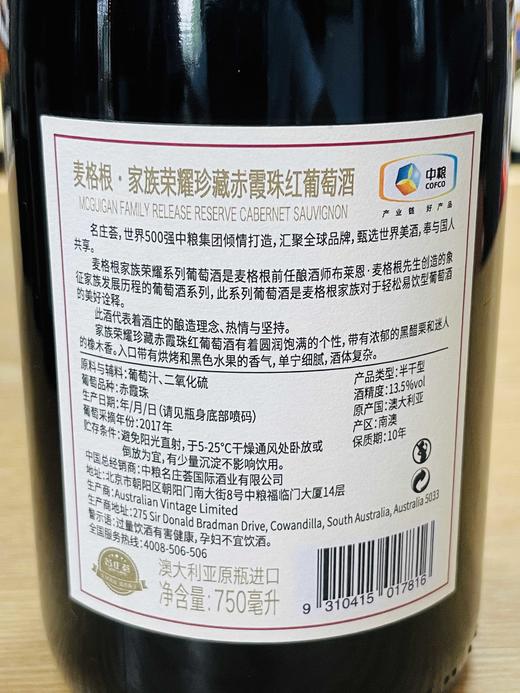 麦格根·家族荣耀珍藏赤霞珠红葡萄酒
MCGUIGAN FAMILY RELEASE RESERVE CABERNET SAUVIGNON
中粮
COFCO
产业链 好产品
名庄荟,世界500强中粮集团倾情打造,汇聚全球品牌,甄选世界美酒,奉与国人
共享。
麦格根家族荣耀系列葡萄酒是麦格根前任酿酒师布莱恩·麦格根先生创造的象
征家族发展历程的葡萄酒系列,此系列葡萄酒是麦格根家族对于轻松易饮型葡萄酒
的美好诠释。
此酒代表着酒庄的酿造理念、热情与坚持。
家族荣耀珍藏赤霞珠红葡萄酒有着圆润饱满的个性,带有浓郁的黑醋栗和迷人
的橡木香。入口带有烘烤和黑色水果的香气,单宁细腻,酒体复杂。
原料与辅料:葡萄汁、二氧化硫
葡萄品种:赤霞珠
生产日期:年/月/日(请见瓶身底部喷码)
葡萄采摘年份:2017年
贮存条件:避免阳光直射,于5-25℃干燥通风处卧放或
倒放为宜,有少量沉淀不影响饮用。
产品类型:半干型
酒精度:13.5%vol
原产国:澳大利亚
产区:南澳
保质期:10年
中国总经销商:中粮名庄荟国际酒业有限公司
地址:北京市朝阳区朝阳门南大街8号中粮福临门大厦14层
生产商:Australian Vintage Limited
生产商地址:275 Sir Donald Bradman Drive, Cowandilla, South Australia, Australia 5033
警示语:过量饮酒有害健康,孕妇不宜饮酒。
全国服务热线:4008-506-506
名庄荟
澳大利亚原瓶进口
净含量:750毫升
9 310415 017816